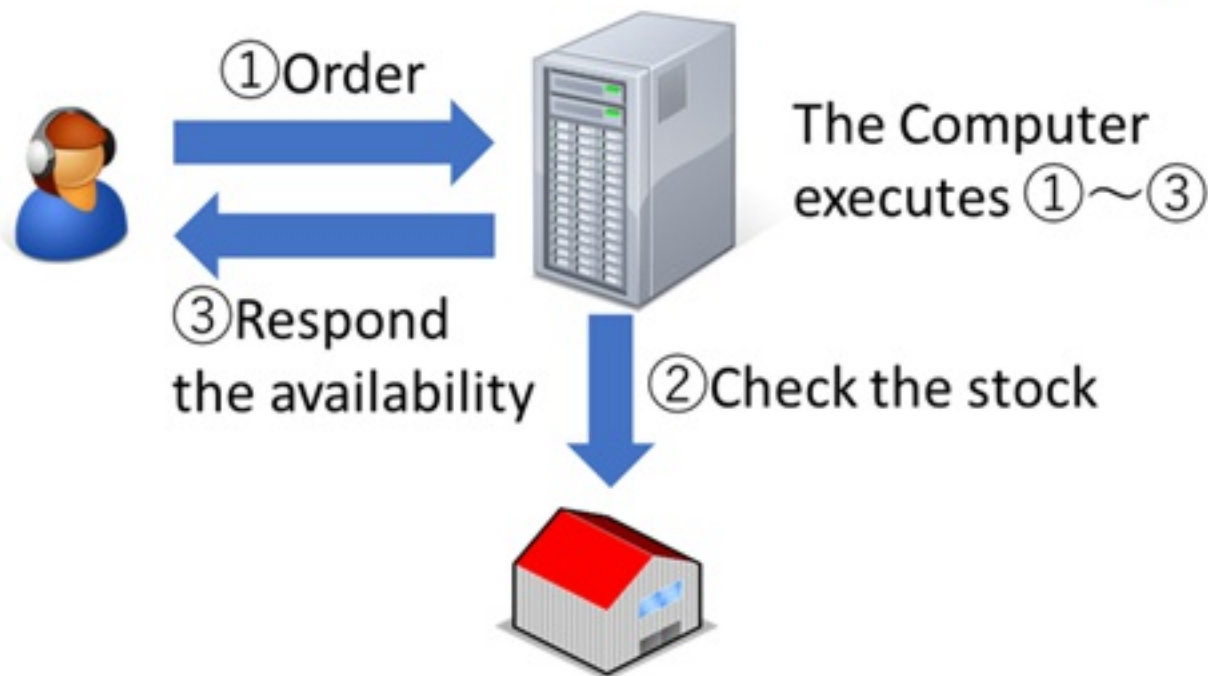 ①Order
The Computer
executes ①～③
③Respond
the availability
②Check the stock